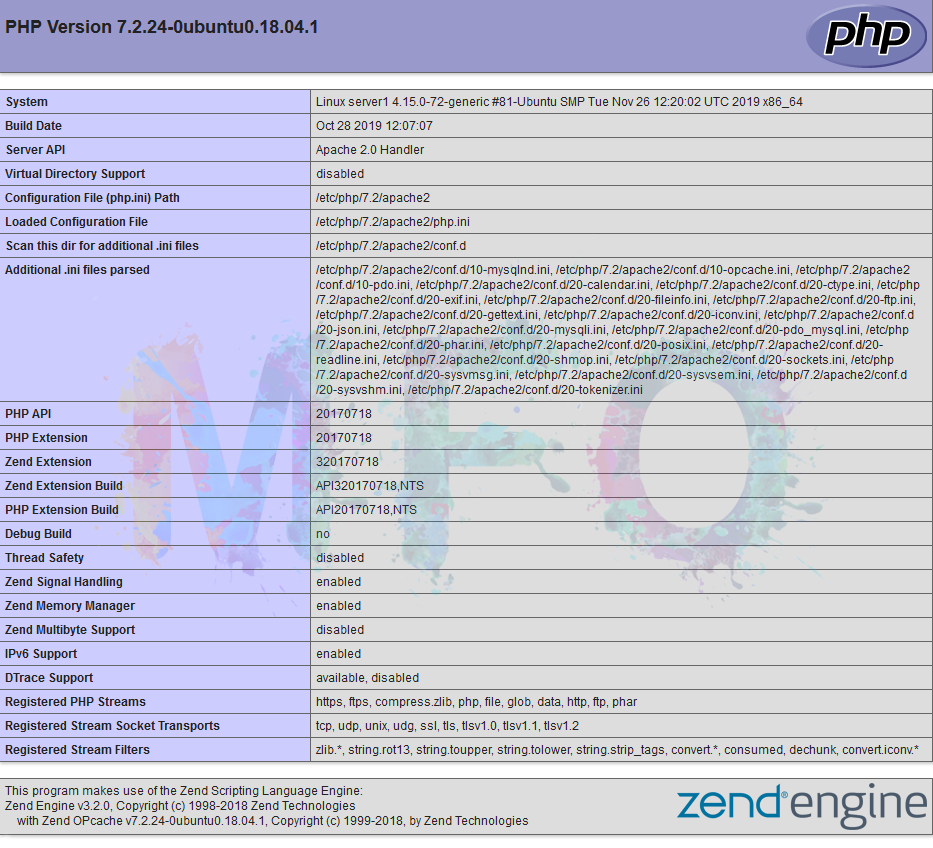 PHP Version 7.2.24-0ubuntu0.18.04.1
php
System Linux server1 4.15.0-72-generic #81-Ubuntu SMP Tue Nov 26 12:20:02 UTC 2019 x86_64
Build Date Oct 28 2019 12:07:07
Server API Apache 2.0 Handler
Virtual Directory Support disabled
Configuration File (php.ini) Path /etc/php/7.2/apache2
Loaded Configuration File /etc/php/7.2/apache2/php.ini
Scan this dir for additional .ini files /etc/php/7.2/apache2/conf.d
Additional .ini files parsed /etc/php/7.2/apache2/conf.d/10-mysqlnd.ini, /etc/php/7.2/apache2/conf.d/10-opcache.ini, /etc/php/7.2/apache2
/conf.d/10-pdo.ini, /etc/php/7.2/apache2/conf.d/20-calendar.ini, /etc/php/7.2/apache2/conf.d/20-ctype.ini, /etc/php
/7.2/apache2/conf.d/20-exif.ini, /etc/php/7.2/apache2/conf.d/20-fileinfo.ini, /etc/php/7.2/apache2/conf.d/20-ftp.ini,
/etc/php/7.2/apache2/conf.d/20-gettext.ini, /etc/php/7.2/apache2/conf.d/20-iconv.ini, /etc/php/7.2/apache2/conf.d
/20-json.ini, /etc/php/7.2/apache2/conf.d/20-mysqli.ini, /etc/php/7.2/apache2/conf.d/20-pdo_mysql.ini, /etc/php
/7.2/apache2/conf.d/20-phar.ini, /etc/php/7.2/apache2/conf.d/20-posix.ini, /etc/php/7.2/apache2/conf.d/20-
readline.ini, /etc/php/7.2/apache2/conf.d/20-shmop.ini, /etc/php/7.2/apache2/conf.d/20-sockets.ini, /etc/php
/7.2/apache2/conf.d/20-sysvmsg.ini, /etc/php/7.2/apache2/conf.d/20-sysvsem.ini, /etc/php/7.2/apache2/conf.d
/20-sysvshm.ini, /etc/php/7.2/apache2/conf.d/20-tokenizer.ini
MFO
PHP API 20170718
PHP Extension 20170718
Zend Extension 320170718
Zend Extension Build API320170718,NTS
PHP Extension Build API20170718,NTS
Debug Build no
Thread Safety disabled
Zend Signal Handling enabled
Zend Memory Manager enabled
Zend Multibyte Support disabled
IPv6 Support enabled
DTrace Support available, disabled
Registered PHP Streams https, ftps, compress.zlib, php, file, glob, data, http, ftp, phar
Registered Stream Socket Transports tcp, udp, unix, udg, ssl, tls, tlsv1.0, tlsv1.1, tlsv1.2
Registered Stream Filters zlib.*, string.rot13, string.toupper, string.tolower, string.strip_tags, convert.*, consumed, dechunk, convert.iconv.*
This program makes use of the Zend Scripting Language Engine:
Zend Engine v3.2.0, Copyright (c) 1998-2018 Zend Technologies
with Zend OPcache v7.2.24-0ubuntu0.18.04.1, Copyright (c) 1999-2018, by Zend Technologies
zend® engine